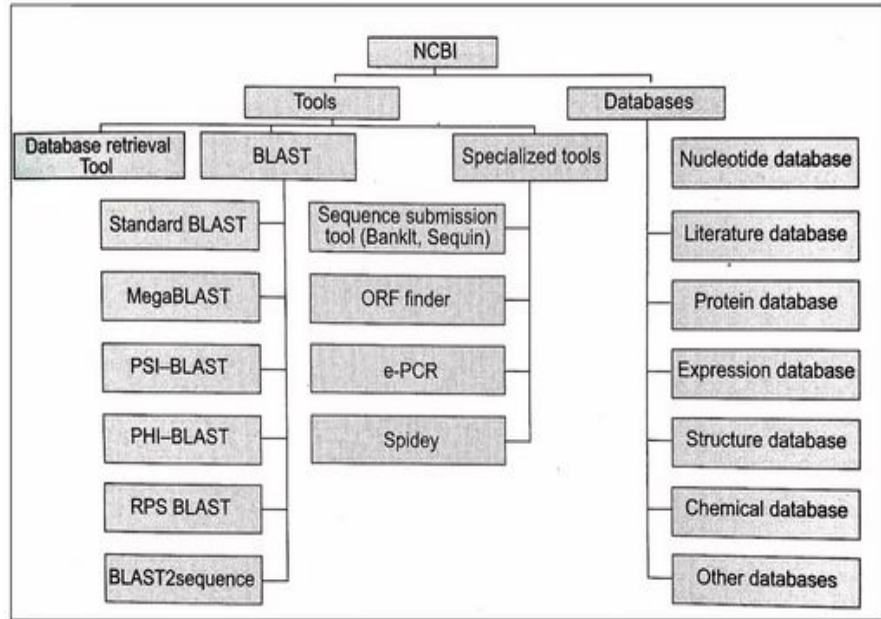 NCBI
Tools
Databases
Database retrieval
Tool
BLAST
Specialized tools
Standard BLAST
MegaBLAST
PSI–BLAST
PHI–BLAST
RPS BLAST
BLAST2sequence
Sequence submission
tool (BankIt, Sequin)
ORF finder
e-PCR
Spidey
Nucleotide database
Literature database
Protein database
Expression database
Structure database
Chemical database
Other databases